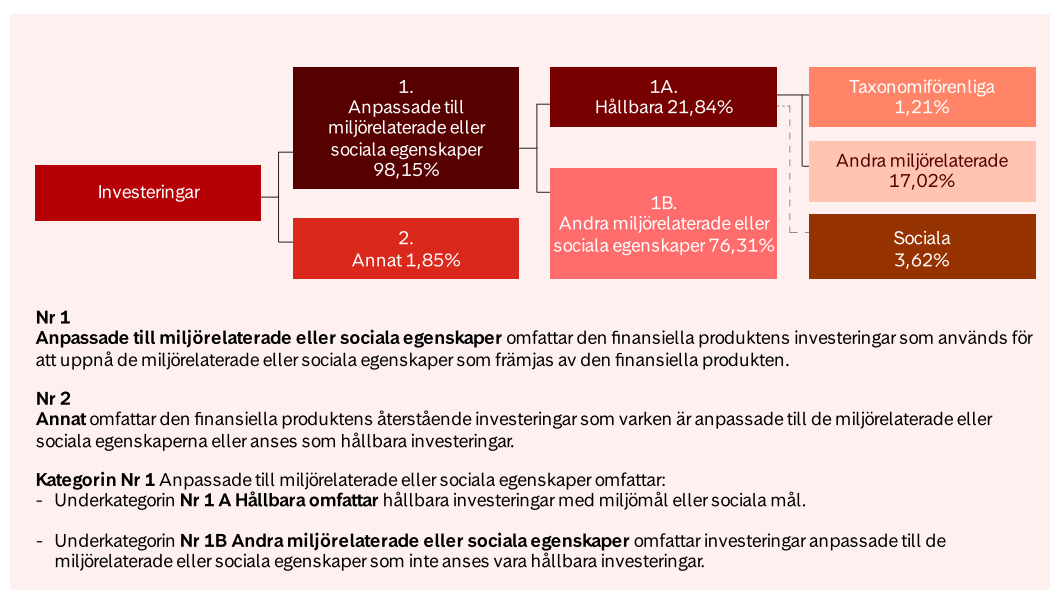 Investeringar
1.
Anpassade till
miljörelaterade eller
sociala egenskaper
98,15%
2.
Annat 1,85%
1A.
Hållbara 21,84%
1B.
Andra miljörelaterade eller
sociala egenskaper 76,31%
Taxonomiförenliga
1,21%
Andra miljörelaterade
17,02%
Sociala
3,62%
Nr 1
Anpassade till miljörelaterade eller sociala egenskaper omfattar den finansiella produktens investeringar som används för
att uppnå de miljörelaterade eller sociala egenskaper som främjas av den finansiella produkten.
Nr 2
Annat omfattar den finansiella produktens återstående investeringar som varken är anpassade till de miljörelaterade eller
sociala egenskaperna eller anses som hållbara investeringar.
Kategorin Nr 1 Anpassade till miljörelaterade eller sociala egenskaper omfattar:
- Underkategorin Nr 1 A Hållbara omfattar hållbara investeringar med miljömål eller sociala mål.
- Underkategorin Nr 1B Andra miljörelaterade eller sociala egenskaper omfattar investeringar anpassade till de
miljörelaterade eller sociala egenskaper som inte anses vara hållbara investeringar.